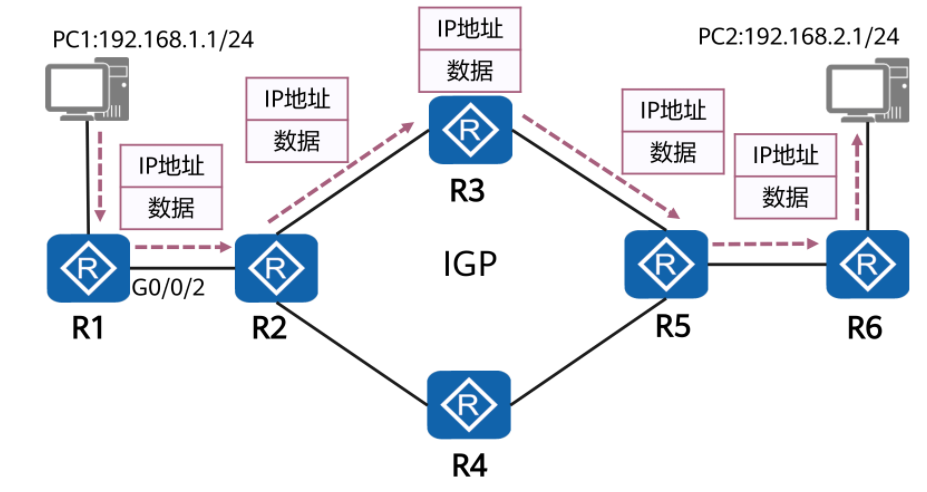 PC1:192.168.1.1/24
IP地址
数据
PC2:192.168.2.1/24
IP地址
数据
IP地址
数据
IP地址
数据
IP地址
数据
R3
R
R
R
IGP
R
R
G0/0/2
R1
R2
R5
R6
R
R4
R